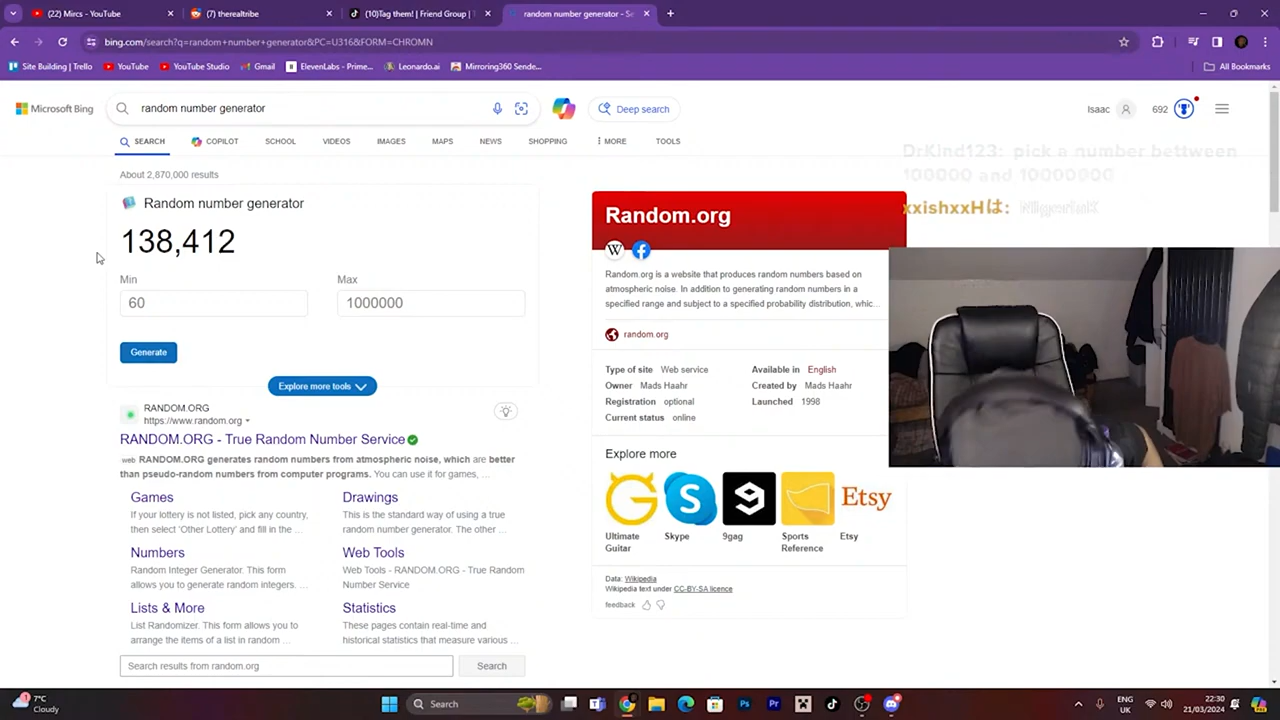 (22) Mircs - YouTube
(7) therealtribe
(10)Tag them! | Friend Group |
random number generator - Se
bing.com/search?q=random+number+generator&PC=U316&FORM=CHROMN
Site Building | Trello
YouTube
YouTube Studio
Gmail
ElevenLabs - Prime...
Leonardo.ai
Mirroring360 Sende...
All Bookmarks
Microsoft Bing
random number generator
Deep search
Isaac
692
SEARCH
COPILOT
SCHOOL
VIDEOS
IMAGES
MAPS
NEWS
SHOPPING
MORE
TOOLS
DrKind123: pick a number bettween
100000 and 10000000
xxishxxHは:
About 2,870,000 results
Random number generator
138,412
Min
Max
60
1000000
Generate
Explore more tools
RANDOM.ORG
https://www.random.org
RANDOM.ORG - True Random Number Service
web RANDOM.ORG generates random numbers from atmospheric noise, which are better
than pseudo-random numbers from computer programs. You can use it for games, ...
Games
If your lottery is not listed, pick any country,
then select 'Other Lottery' and fill in the ...
Drawings
This is the standard way of using a true
random number generator. The other ...
Numbers
Random Integer Generator. This form
allows you to generate random integers. ...
Web Tools
Web Tools - RANDOM.ORG - True Random
Number Service
Lists & More
List Randomizer. This form allows you to
arrange the items of a list in random ...
Statistics
These pages contain real-time and
historical statistics that measure various ...
Search results from random.org
Search
Random.org
W
Random.org is a website that produces random numbers based on
atmospheric noise. In addition to generating random numbers in a
specified range and subject to a specified probability distribution, whic...
random.org
Type of site Web service
Available in English
Owner Mads Haahr
Created by Mads Haahr
Registration optional
Launched 1998
Current status online
Explore more
Etsy
Ultimate
Guitar
Skype
9gag
Sports
Reference
Etsy
Data: Wikipedia
Wikipedia text under CC-BY-SA licence
feedback
7°C
Cloudy
Search
ENG
UK
22:30
21/03/2024